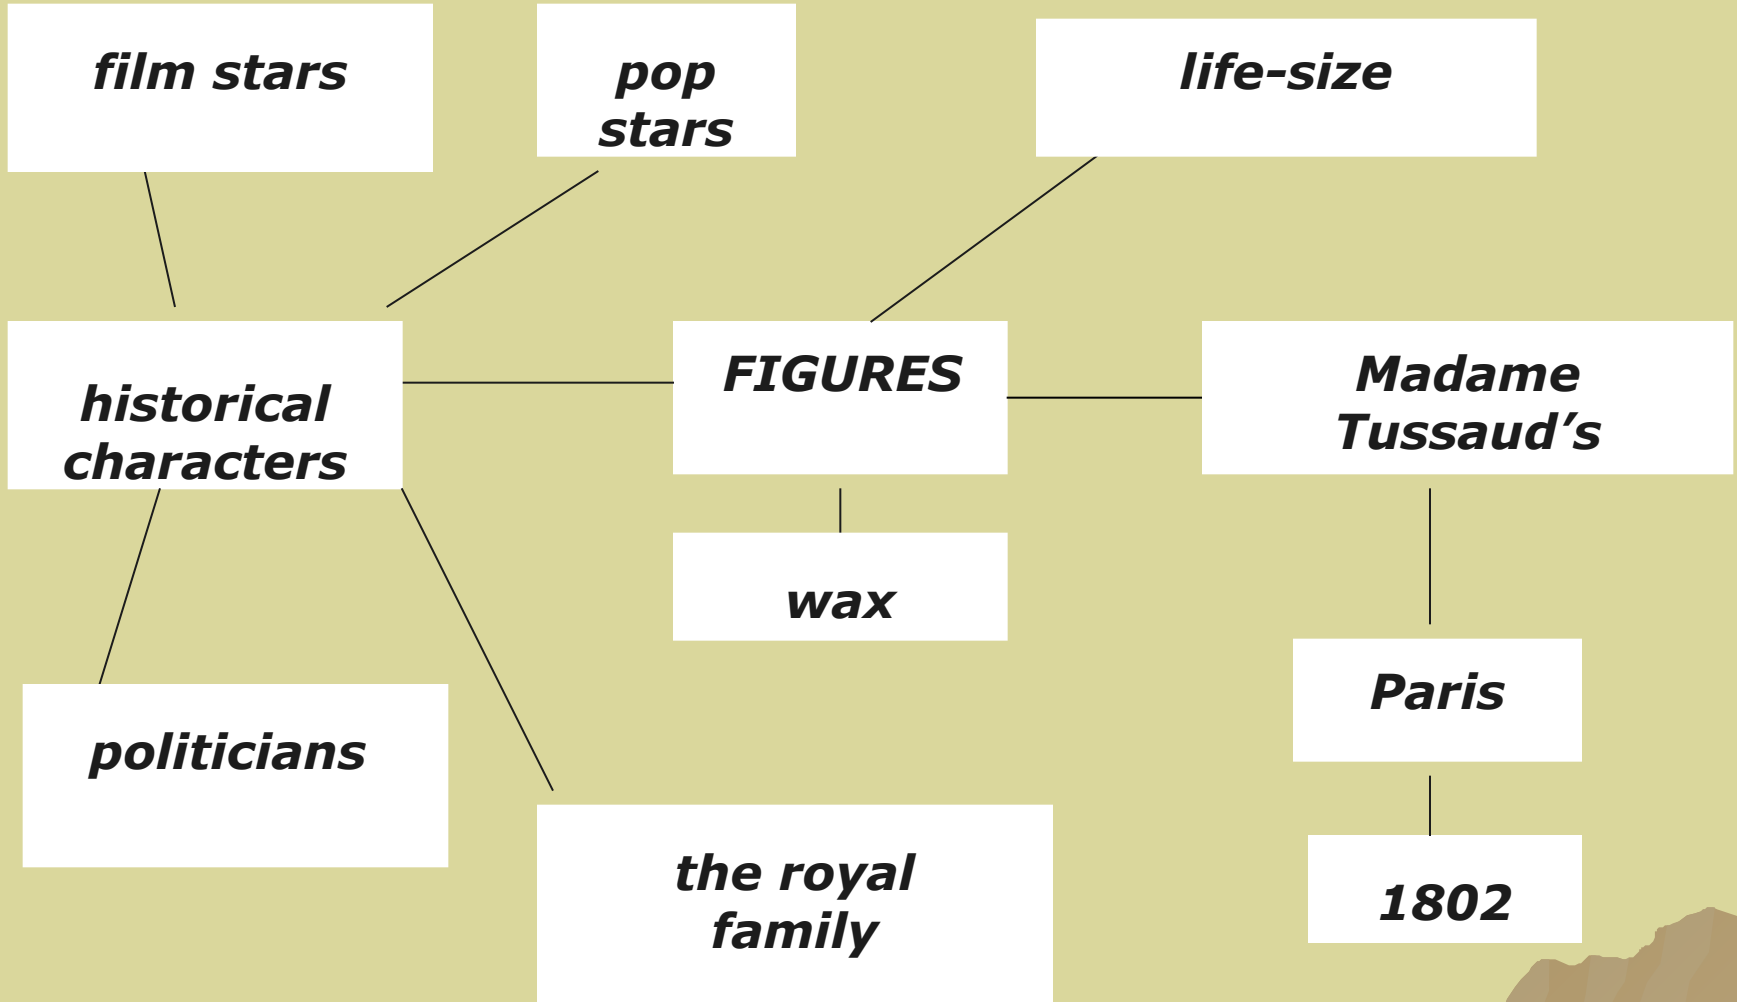 film stars
pop
stars
life-size
historical
characters
FIGURES
Madame
Tussaud’s
wax
politicians
Paris
the royal
family
1802